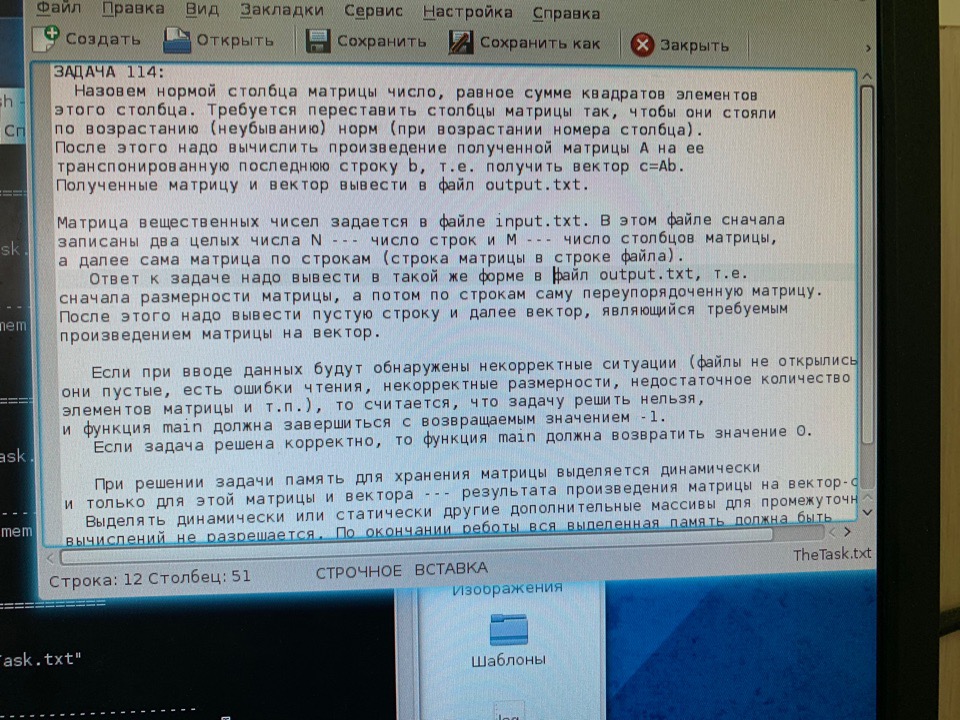 Файл Правка Вид Закладки Сервис Настройка Справка
Создать Открыть Сохранить Сохранить как Закрыть
ЗАДАЧА 114:
Назовем нормой столбца матрицы число, равное сумме квадратов элементов
этого столбца. Требуется переставить столбцы матрицы так, чтобы они стояли
по возрастанию (неубыванию) норм (при возрастании номера столбца).
После этого надо вычислить произведение полученной матрицы A на ее
транспонированную последнюю строку b, т.е. получить вектор c=Ab.
Полученные матрицу и вектор вывести в файл output.txt.
Матрица вещественных чисел задается в файле input.txt. В этом файле сначала
записаны два целых числа N --- число строк и M --- число столбцов матрицы,
а далее сама матрица по строкам (строка матрицы в строке файла).
Ответ к задаче надо вывести в такой же форме в файл output.txt, т.е.
сначала размерности матрицы, а потом по строкам саму переупорядоченную матрицу.
После этого надо вывести пустую строку и далее вектор, являющийся требуемым
произведением матрицы на вектор.
Если при вводе данных будут обнаружены некорректные ситуации (файлы не открылись
они пустые, есть ошибки чтения, некорректные размерности, недостаточное количество
элементов матрицы и т.п.), то считается, что задачу решить нельзя,
и функция main должна завершиться с возвращаемым значением -1.
Если задача решена корректно, то функция main должна возвратить значение 0.
При решении задачи память для хранения матрицы выделяется динамически
и только для этой матрицы и вектора --- результата произведения матрицы на вектор-с
Выделять динамически или статически другие дополнительные массивы для промежуточн
вычислений не разрешается. По окончании работы вся выделенная память должна быть
TheTask.txt
Строка: 12 Столбец: 51 СТРОЧНОЕ ВСТАВКА
Изображения
Шаблоны
log
sh -
Сп
ask.
mem
ask.
mem
ask.txt"